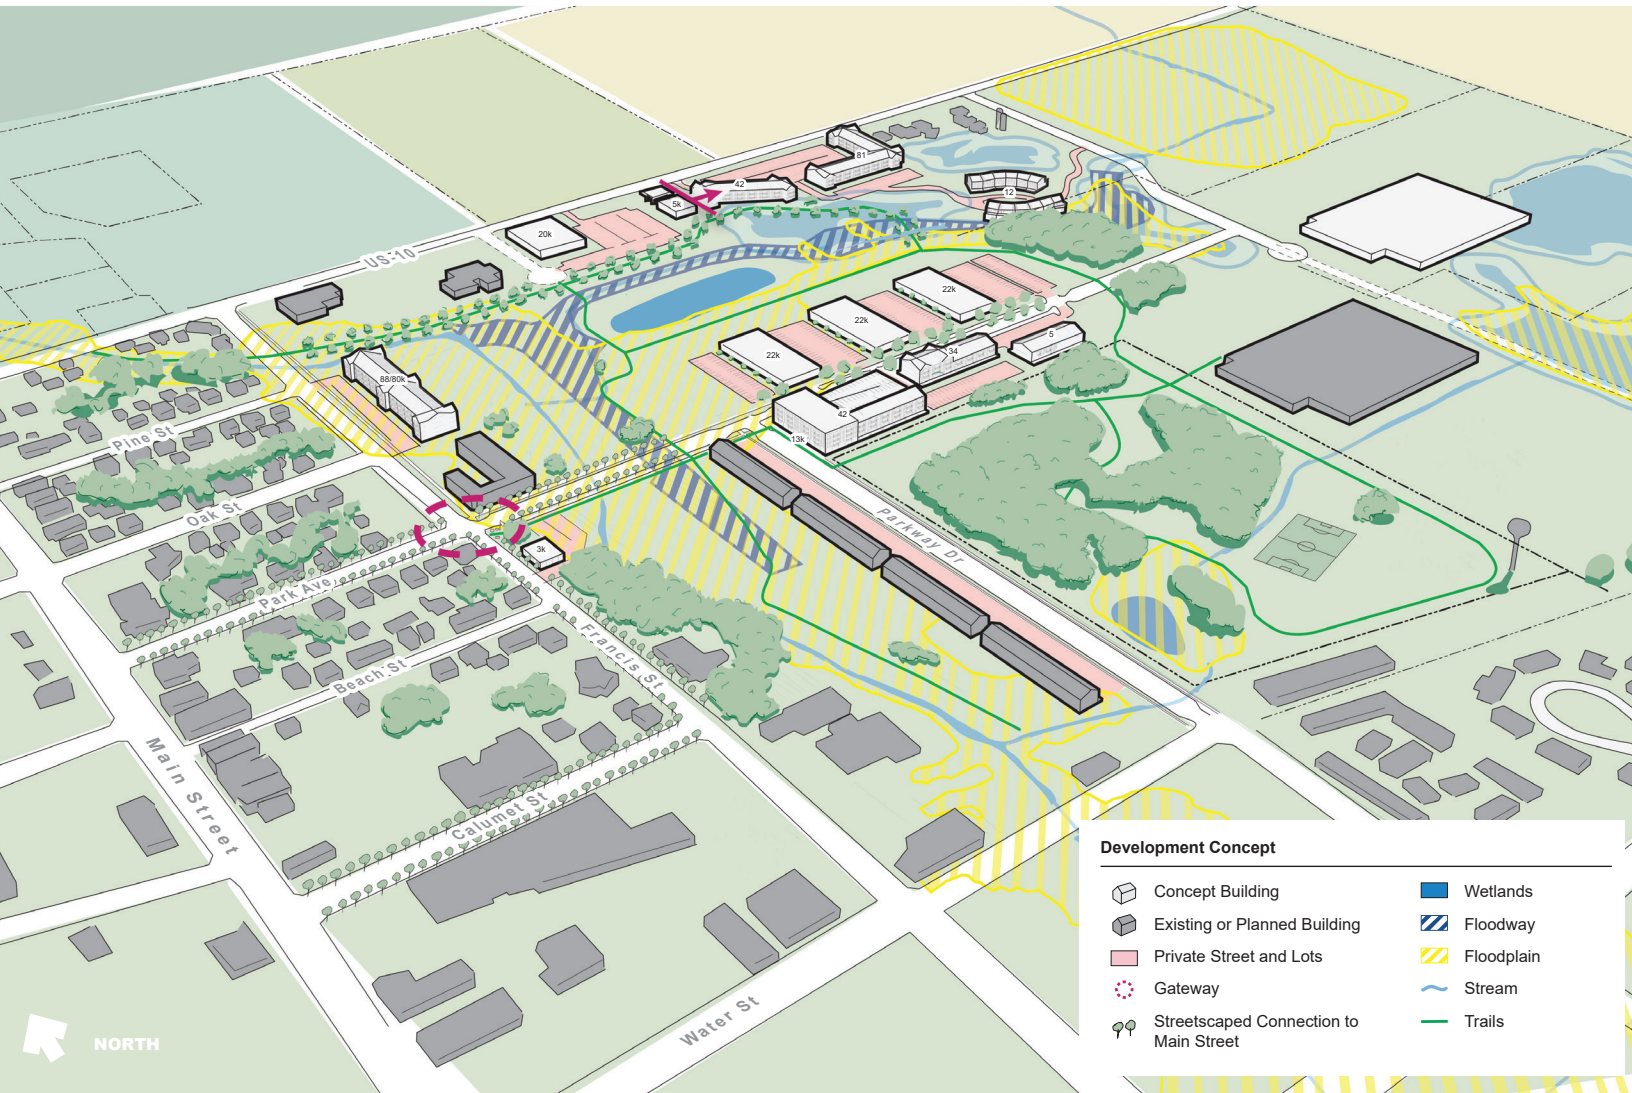 81
42
12
5k
20k
US-10
22k
22k
5
22k
34
88/80k
42
13k
Pine St
Oak St
Parkway Dr
3k
Park Ave
Francis St
Beach St
Main Street
Calumet St
Water St
NORTH
Development Concept
Concept Building
Existing or Planned Building
Private Street and Lots
Gateway
Streetscaped Connection to
Main Street
Wetlands
Floodway
Floodplain
Stream
Trails